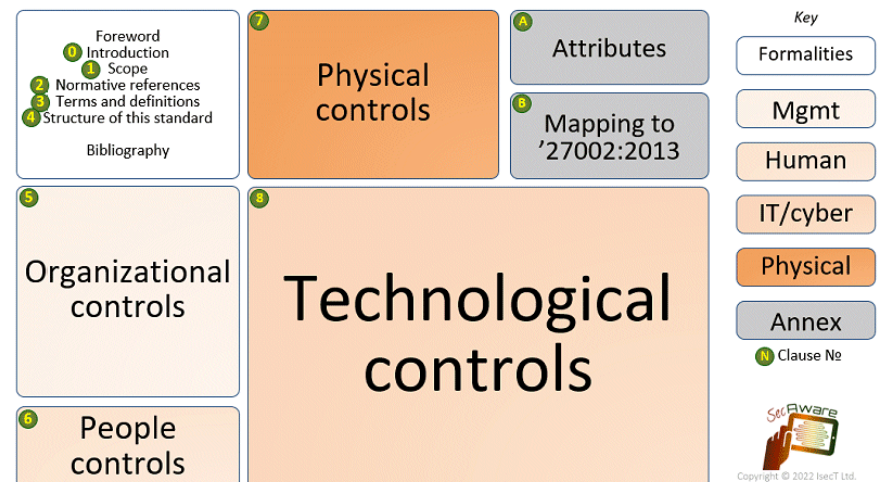 Foreword
0 Introduction
1 Scope
2 Normative references
3 Terms and definitions
4 Structure of this standard
Bibliography
7
Physical
controls
A
Attributes
B
Mapping to
’27002:2013
5
Organizational
controls
6
People
controls
8
Technological
controls
Key
Formalities
Mgmt
Human
IT/cyber
Physical
Annex
N Clause №
SecAware
Copyright © 2022 IsecT Ltd.